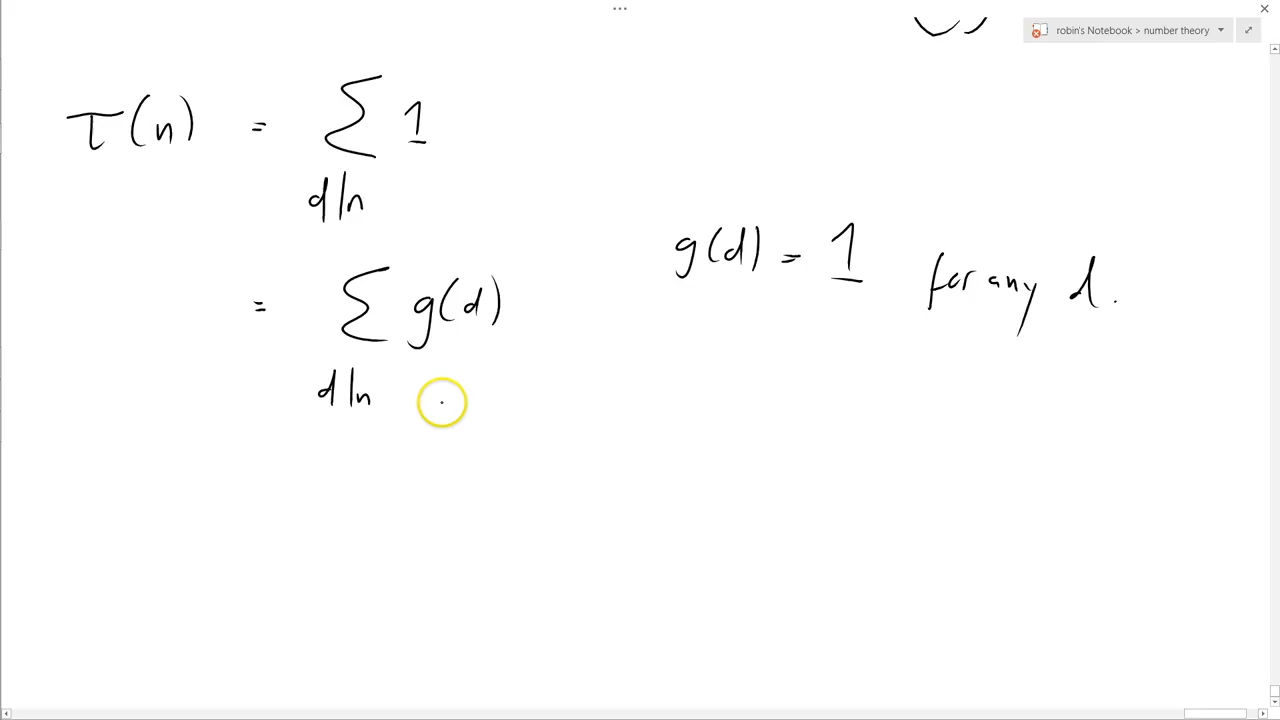 robin's Notebook > number theory
τ(n) = Σ 1
d|n
g(d) = 1 for any d.
= Σ g(d)
d|n